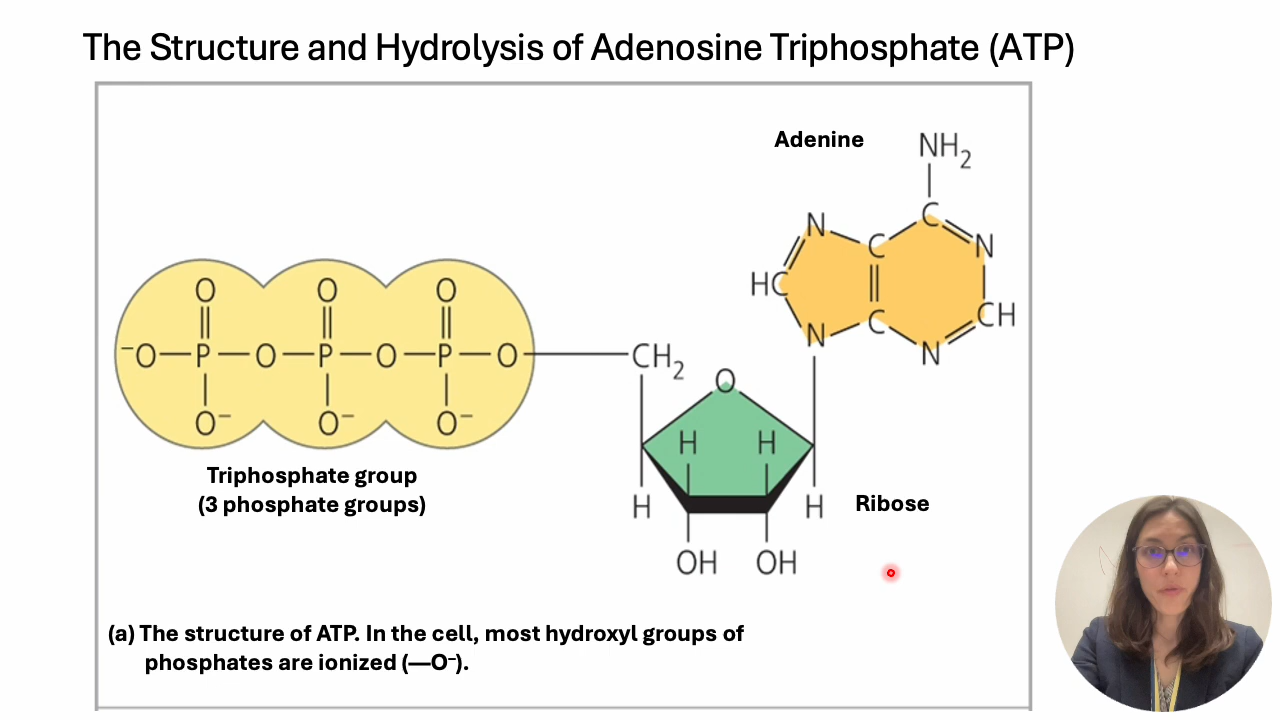 The Structure and Hydrolysis of Adenosine Triphosphate (ATP)
Adenine
NH₂
C
N
C
N
HC
CH
C
N
N
O
O
O
⁻O—P—O—P—O—P—O—CH₂
O
O⁻
O⁻
O⁻
H
H
Triphosphate group
(3 phosphate groups)
H
H
Ribose
OH
OH
(a) The structure of ATP. In the cell, most hydroxyl groups of
phosphates are ionized (—O⁻).